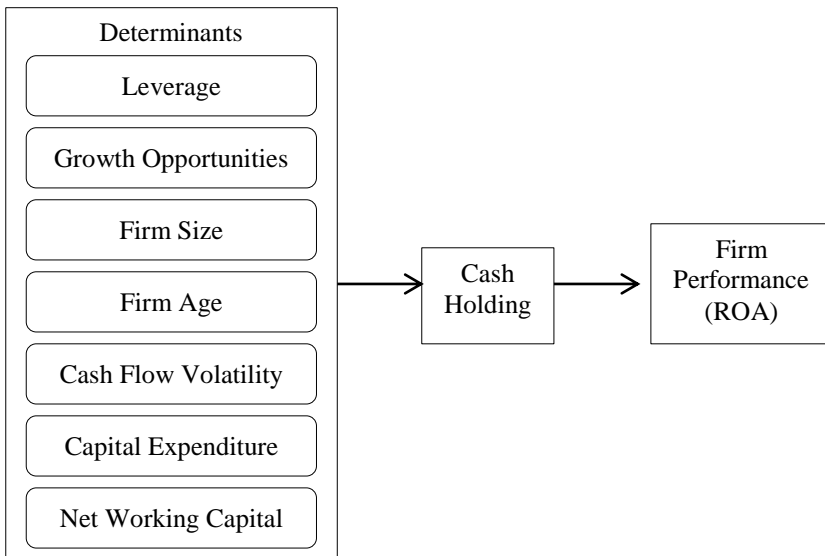 Determinants
Leverage
Growth Opportunities
Firm Size
Firm Age
Cash Flow Volatility
Capital Expenditure
Net Working Capital
Cash
Holding
Firm
Performance
(ROA)